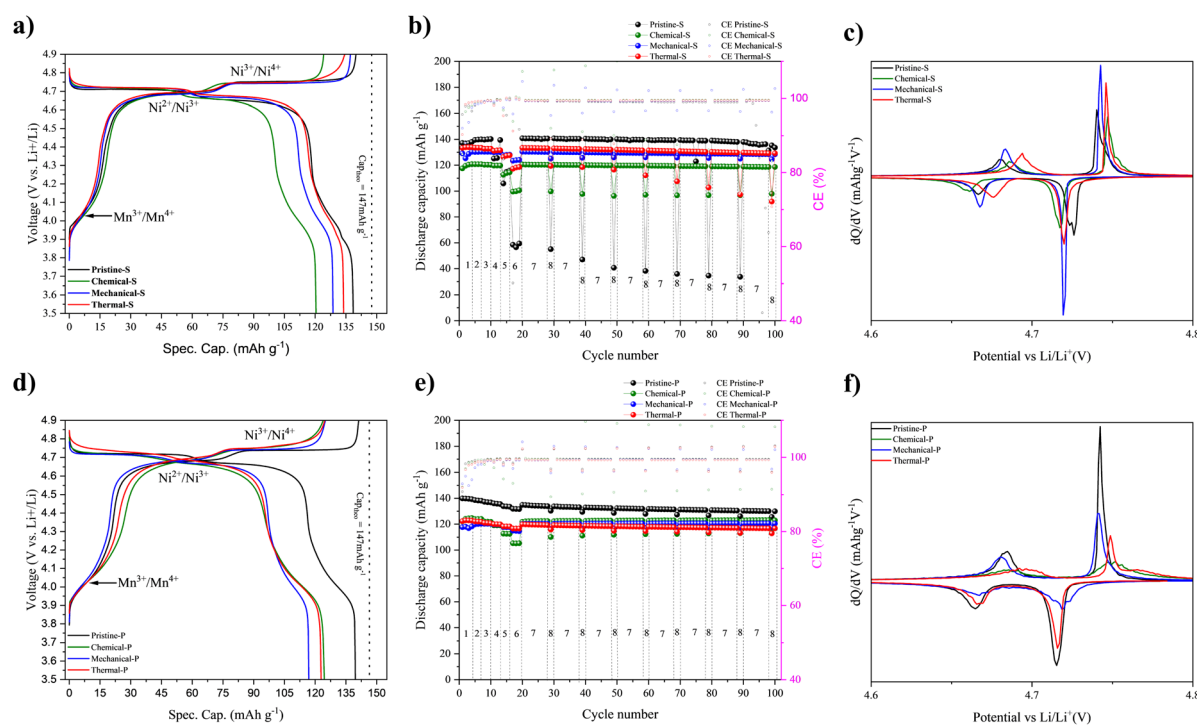 a)
4.9
4.8
4.7
4.6
4.5
4.4
4.3
4.2
4.1
4.0
3.9
3.8
3.7
3.6
3.5
Voltage (V vs. Li+/Li)
Ni³⁺/Ni⁴⁺
Ni²⁺/Ni³⁺
Mn³⁺/Mn⁴⁺
Cap_theo = 147mAh g⁻¹
Pristine-S
Chemical-S
Mechanical-S
Thermal-S
0 15 30 45 60 75 90 105 120 135 150
Spec. Cap. (mAh g⁻¹)
b)
Pristine-S CE Pristine-S
Chemical-S CE Chemical-S
Mechanical-S CE Mechanical-S
Thermal-S CE Thermal-S
200
180
160
140
120
100
80
60
40
20
0
Discharge capacity (mAh g⁻¹)
100
80
60
40
CE (%)
1 2 3 4 5 6 7 8 7 8 7 8 7 8 7 8 7 8 7 8 7 8
0 10 20 30 40 50 60 70 80 90 100
Cycle number
c)
Pristine-S
Chemical-S
Mechanical-S
Thermal-S
dQ/dV (mAhg⁻¹V⁻¹)
4.6 4.7 4.8
Potential vs Li/Li⁺(V)
d)
4.9
4.8
4.7
4.6
4.5
4.4
4.3
4.2
4.1
4.0
3.9
3.8
3.7
3.6
3.5
Voltage (V vs. Li+/Li)
Ni³⁺/Ni⁴⁺
Ni²⁺/Ni³⁺
Mn³⁺/Mn⁴⁺
Cap_theo = 147mAh g⁻¹
Pristine-P
Chemical-P
Mechanical-P
Thermal-P
0 15 30 45 60 75 90 105 120 135 150
Spec. Cap. (mAh g⁻¹)
e)
Pristine-P CE Pristine-P
Chemical-P CE Chemical-P
Mechanical-P CE Mechanical-P
Thermal-P CE Thermal-P
200
180
160
140
120
100
80
60
40
20
0
Discharge capacity (mAh g⁻¹)
100
80
60
40
CE (%)
1 2 3 4 5 6 7 8 7 8 7 8 7 8 7 8 7 8 7 8 7 8
0 10 20 30 40 50 60 70 80 90 100
Cycle number
f)
Pristine-P
Chemical-P
Mechanical-P
Thermal-P
dQ/dV (mAhg⁻¹V⁻¹)
4.6 4.7 4.8
Potential vs Li/Li⁺(V)